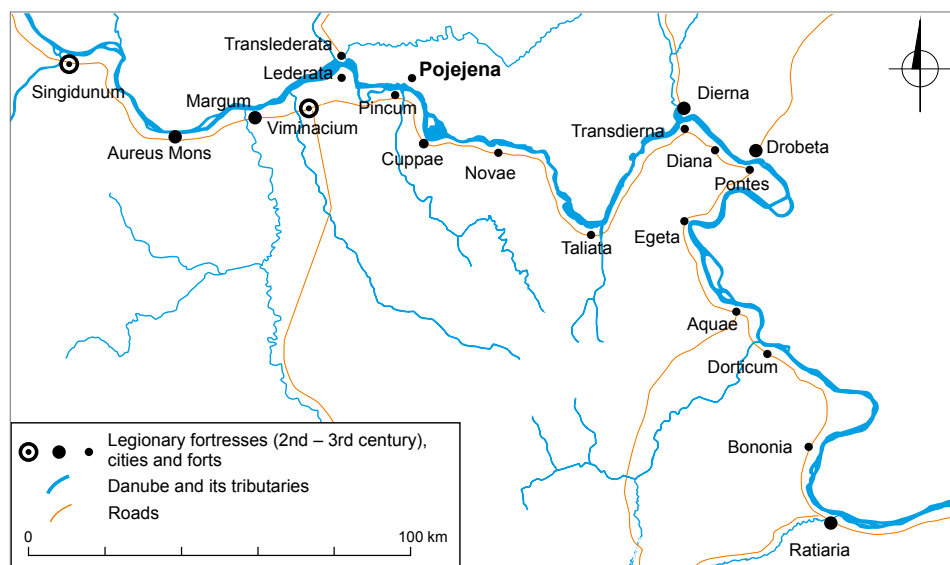 Translederata
Lederata
Pojejena
Singidunum
Margum
Viminacium
Pincum
Dierna
Aureus Mons
Transdierna
Cuppae
Novae
Diana
Drobeta
Pontes
Taliata
Egeta
Aquae
Dorticum
Bononia
Ratiaria
Legionary fortresses (2nd – 3rd century),
cities and forts
Danube and its tributaries
Roads
0
100 km